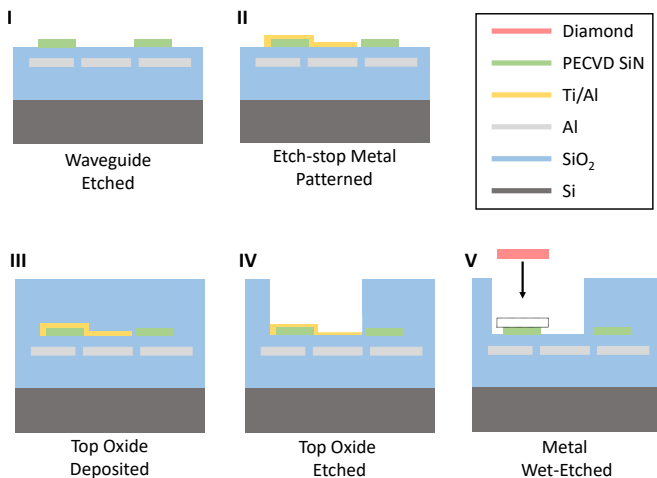 I
II
Waveguide
Etched
Etch-stop Metal
Patterned
Diamond
PECVD SiN
Ti/Al
Al
SiO₂
Si
III
IV
V
Top Oxide
Deposited
Top Oxide
Etched
Metal
Wet-Etched